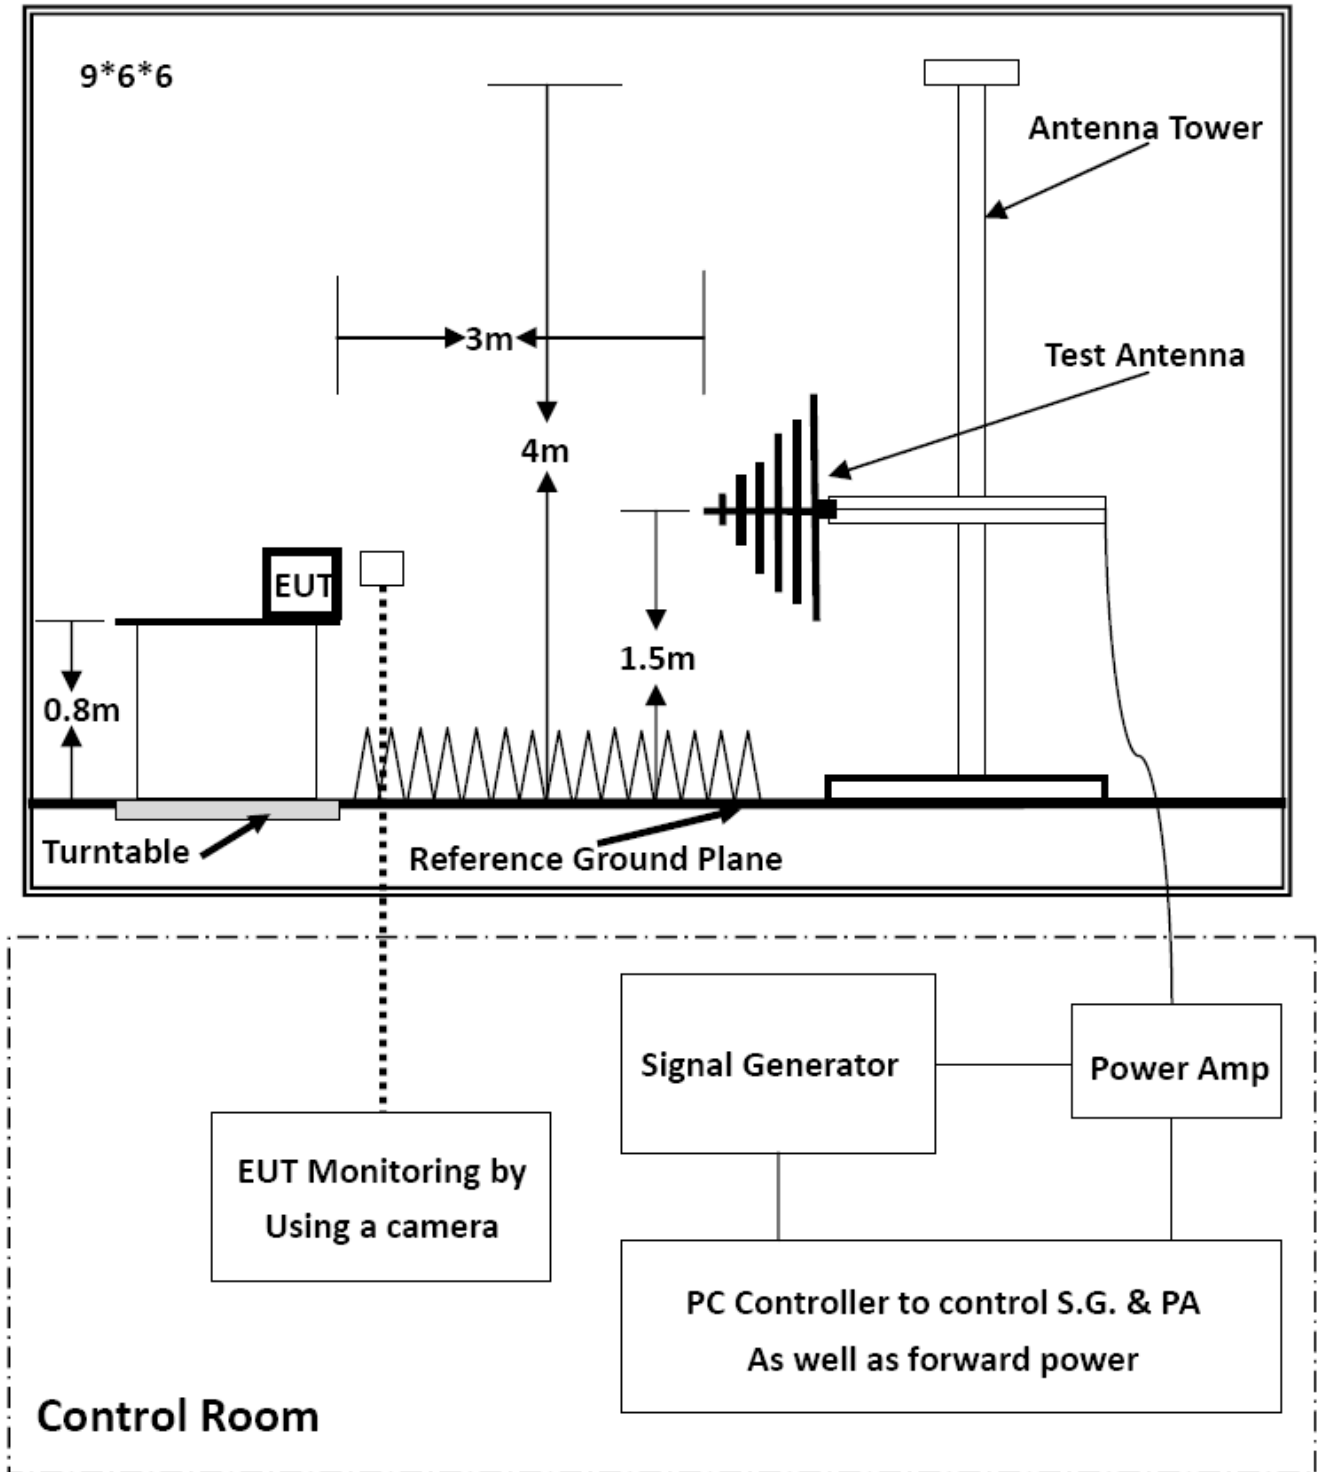 9*6*6
Antenna Tower
3m
Test Antenna
4m
EUT
1.5m
0.8m
Turntable
Reference Ground Plane
Signal Generator
Power Amp
EUT Monitoring by
Using a camera
PC Controller to control S.G. & PA
As well as forward power
Control Room